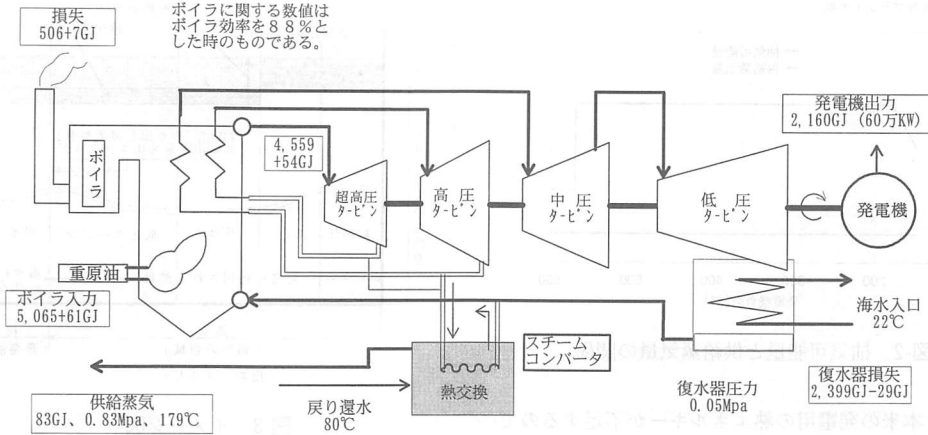 損失
506+7GJ
ボイラに関する数値は
ボイラ効率を88%と
した時のものである。
発電機出力
2,160GJ (60万KW)
ボイラ
4,559
+54GJ
超高圧
タービン
高 圧
タービン
中 圧
タービン
低 圧
タービン
発電機
重原油
ボイラ入力
5,065+61GJ
海水入口
22℃
スチーム
コンバータ
熱交換
供給蒸気
83GJ、0.83Mpa、179℃
戻り還水
80℃
復水器圧力
0.05Mpa
復水器損失
2,399GJ-29GJ